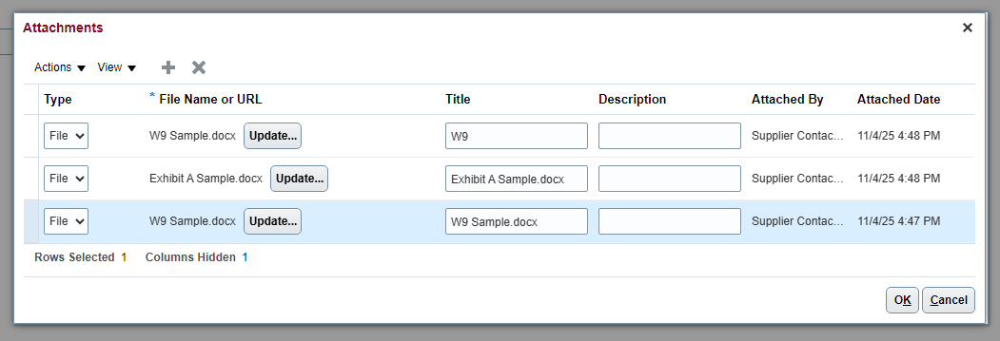 Attachments
Actions View
Type * File Name or URL Title Description Attached By Attached Date
File W9 Sample.docx Update... W9 Supplier Contac... 11/4/25 4:48 PM
File Exhibit A Sample.docx Update... Exhibit A Sample.docx Supplier Contac... 11/4/25 4:48 PM
File W9 Sample.docx Update... W9 Sample.docx Supplier Contac... 11/4/25 4:47 PM
Rows Selected 1 Columns Hidden 1
OK Cancel